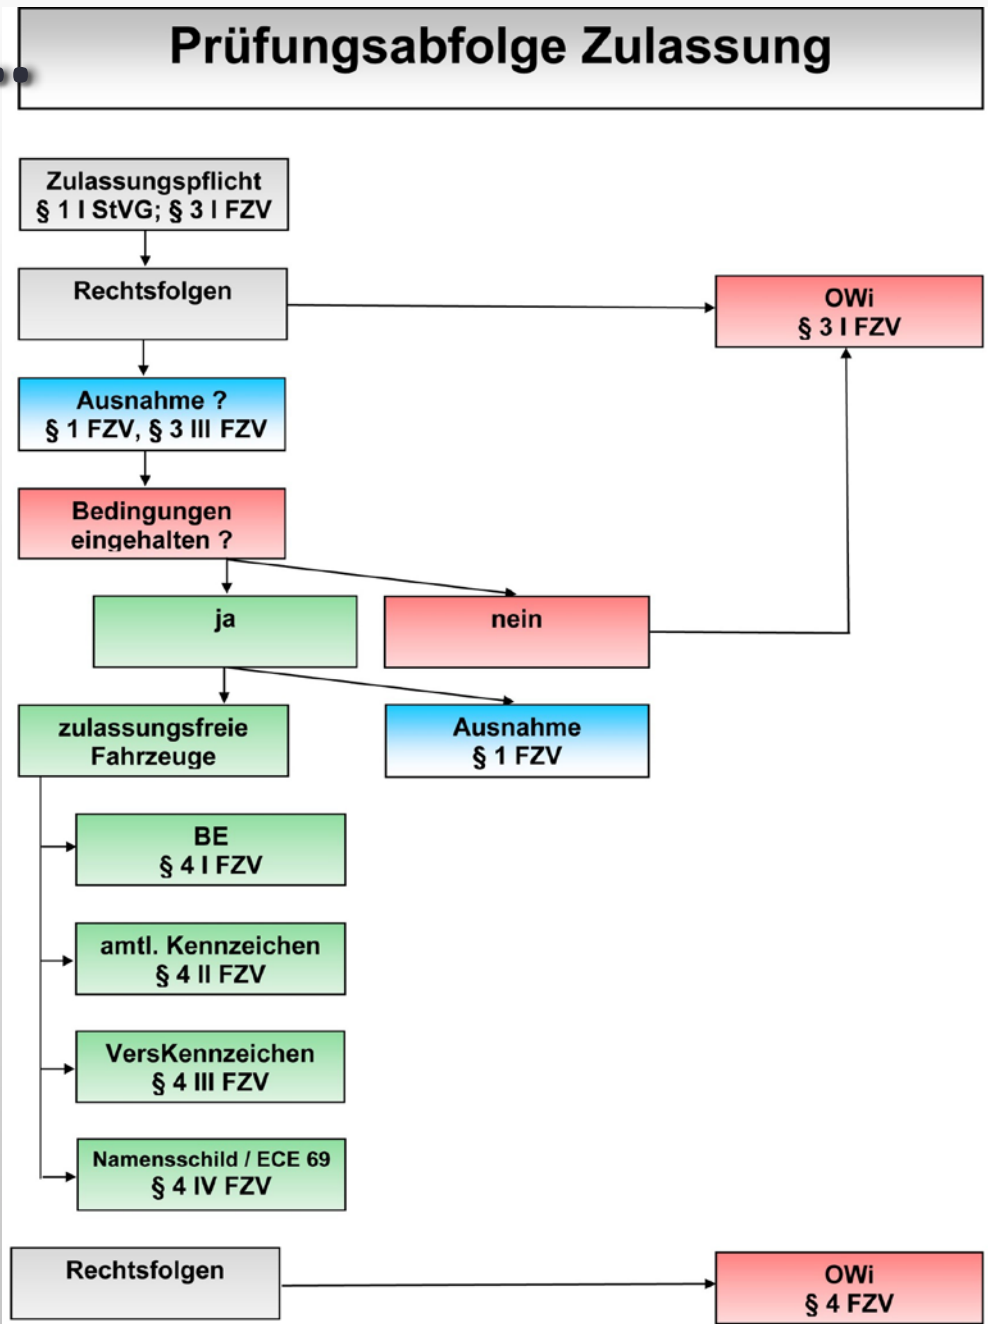 Prüfungsabfolge Zulassung
Zulassungspflicht
§ 1 I StVG; § 3 I FZV
Rechtsfolgen
OWi
§ 3 I FZV
Ausnahme ?
§ 1 FZV, § 3 III FZV
Bedingungen
eingehalten ?
ja
nein
zulassungsfreie
Fahrzeuge
Ausnahme
§ 1 FZV
BE
§ 4 I FZV
amtl. Kennzeichen
§ 4 II FZV
VersKennzeichen
§ 4 III FZV
Namensschild / ECE 69
§ 4 IV FZV
Rechtsfolgen
OWi
§ 4 FZV